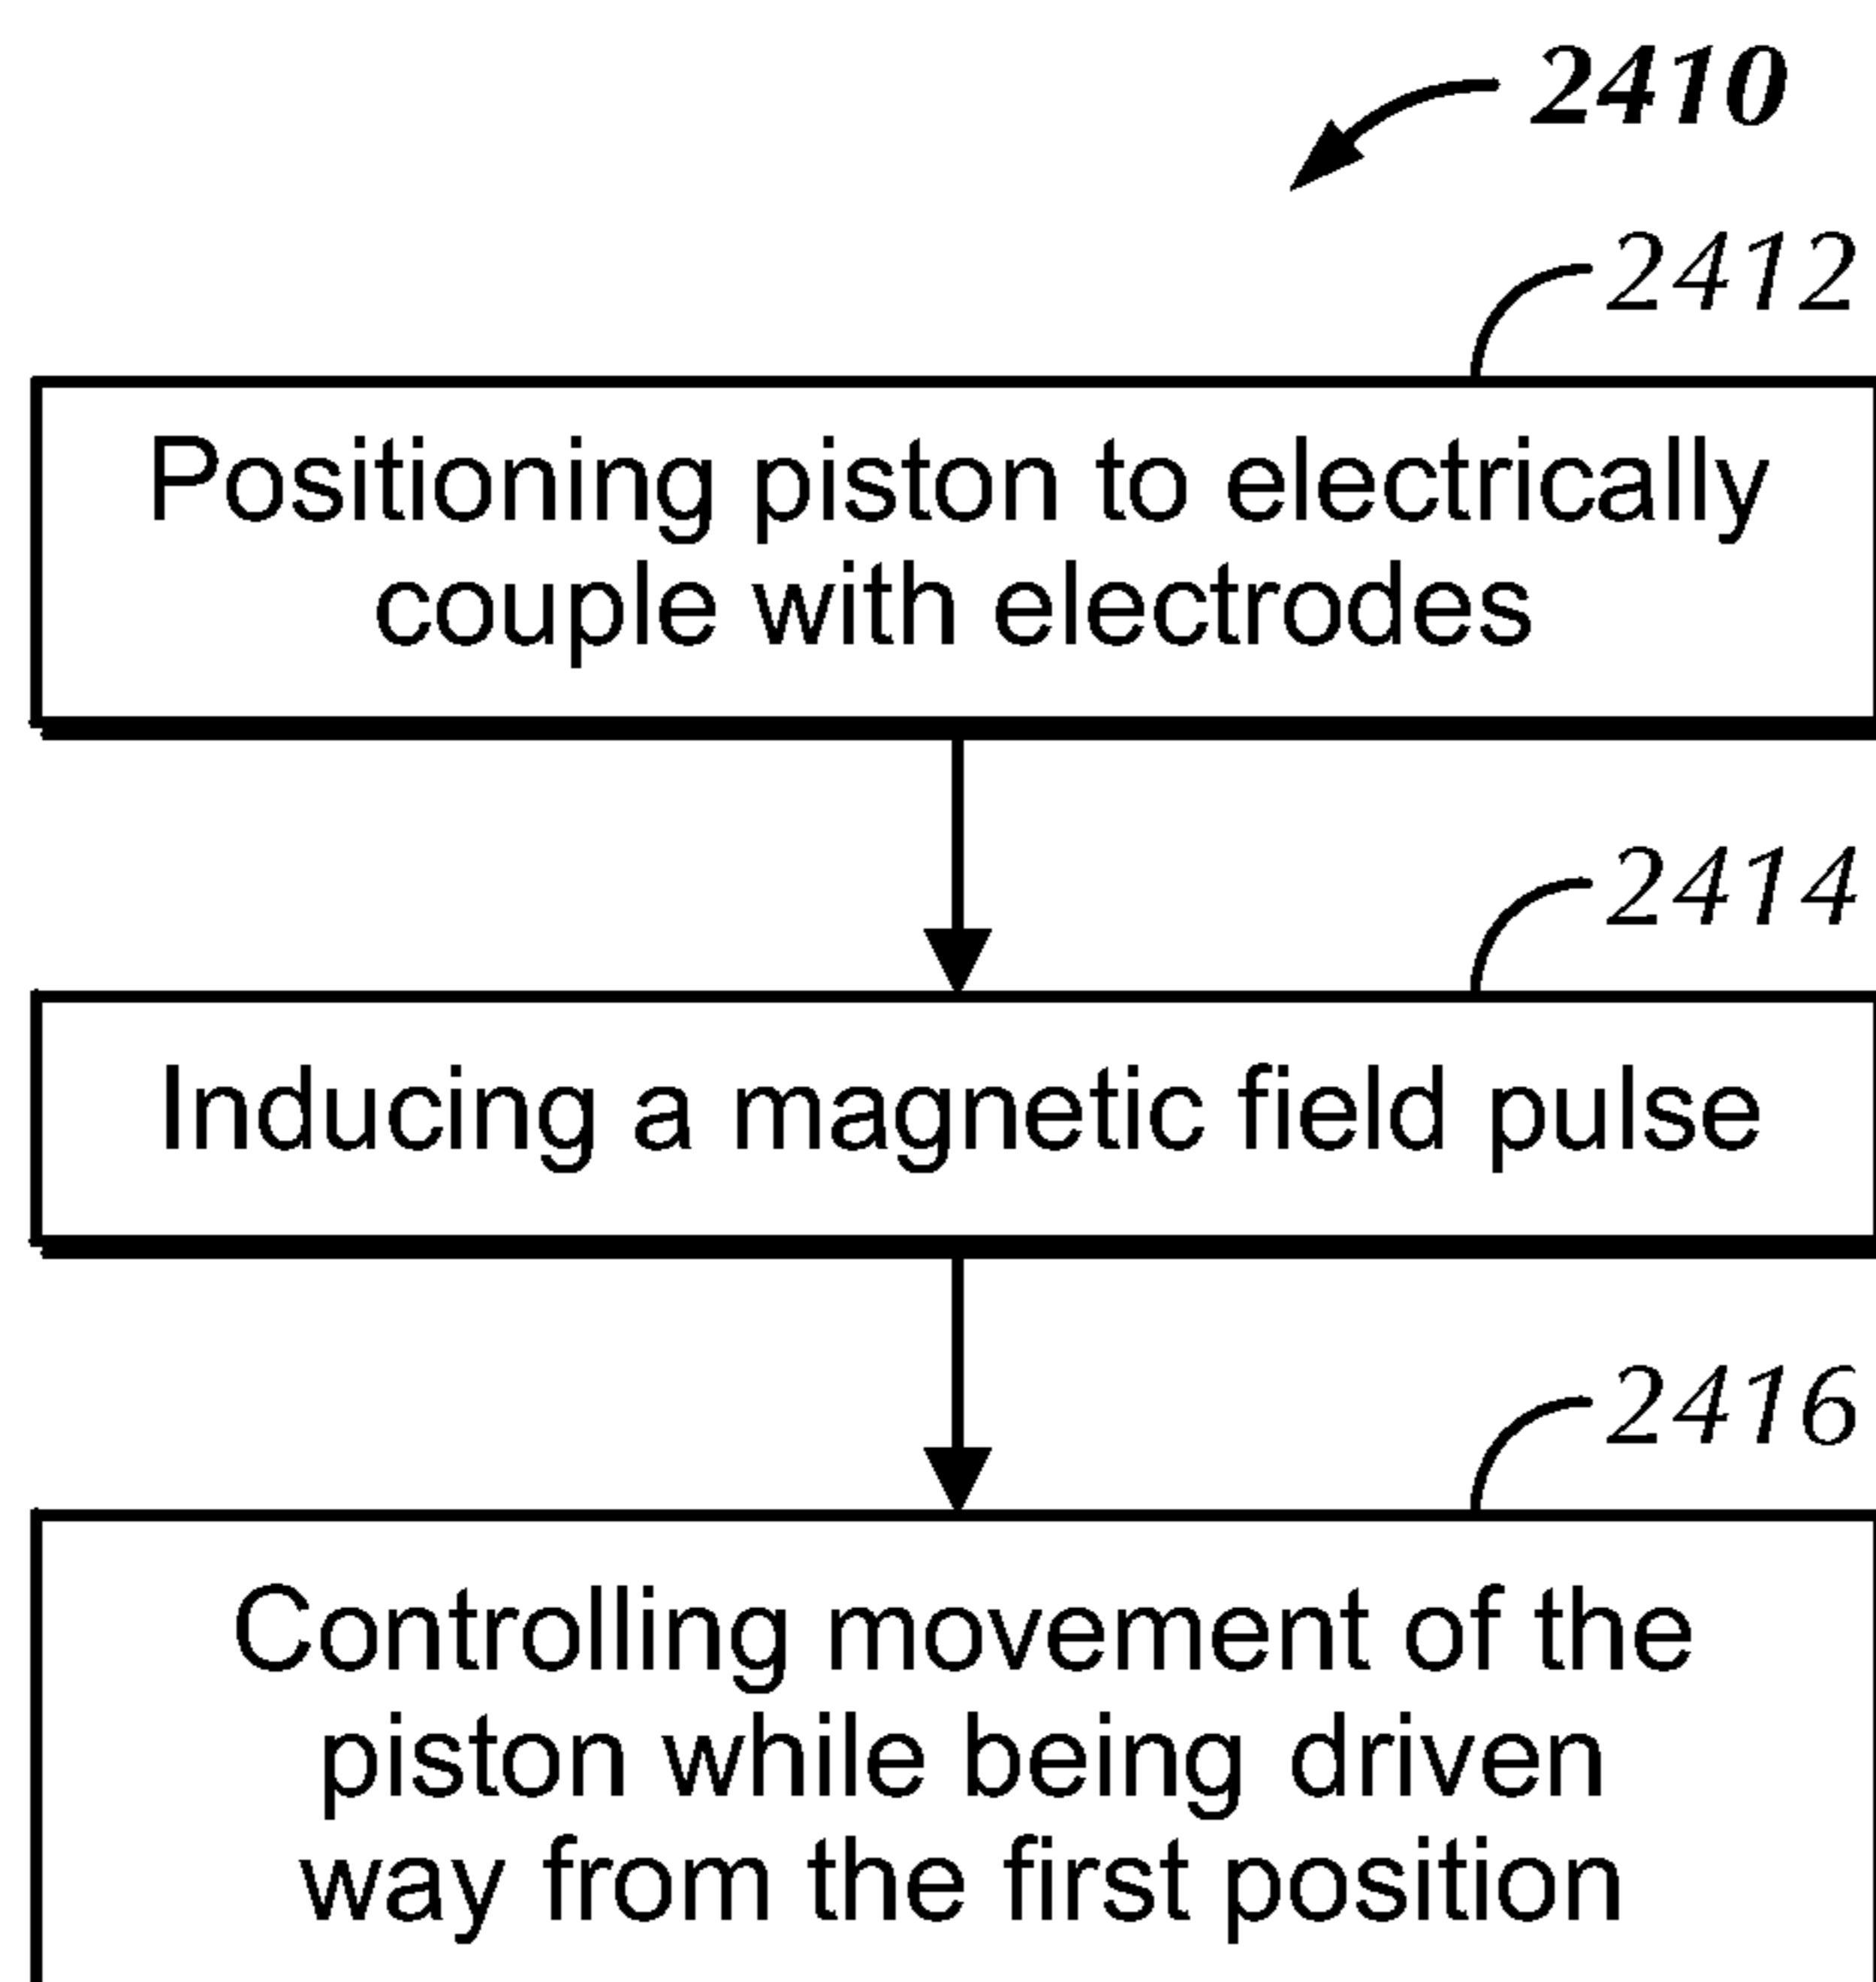 2410
2412
Positioning piston to electrically
couple with electrodes
2414
Inducing a magnetic field pulse
2416
Controlling movement of the
piston while being driven
way from the first position